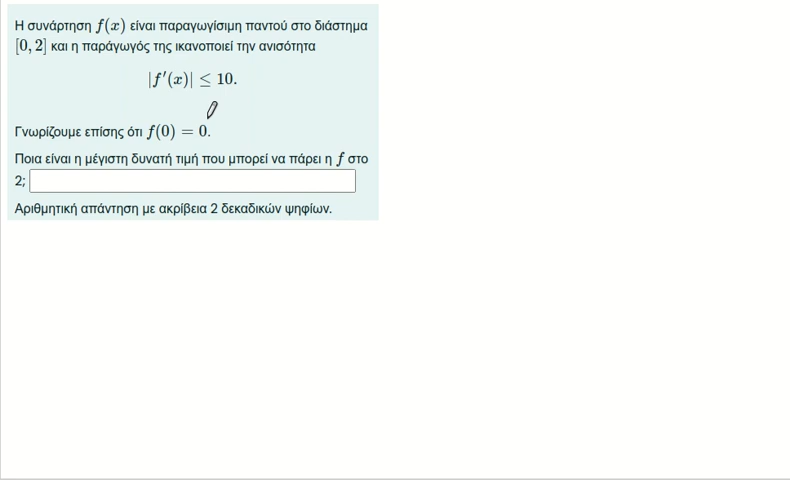 Η συνάρτηση f(x) είναι παραγωγίσιμη παντού στο διάστημα
[0, 2] και η παράγωγός της ικανοποιεί την ανισότητα
|f′(x)| ≤ 10.
Γνωρίζουμε επίσης ότι f(0) = 0.
Ποια είναι η μέγιστη δυνατή τιμή που μπορεί να πάρει η f στο
2;
Αριθμητική απάντηση με ακρίβεια 2 δεκαδικών ψηφίων.